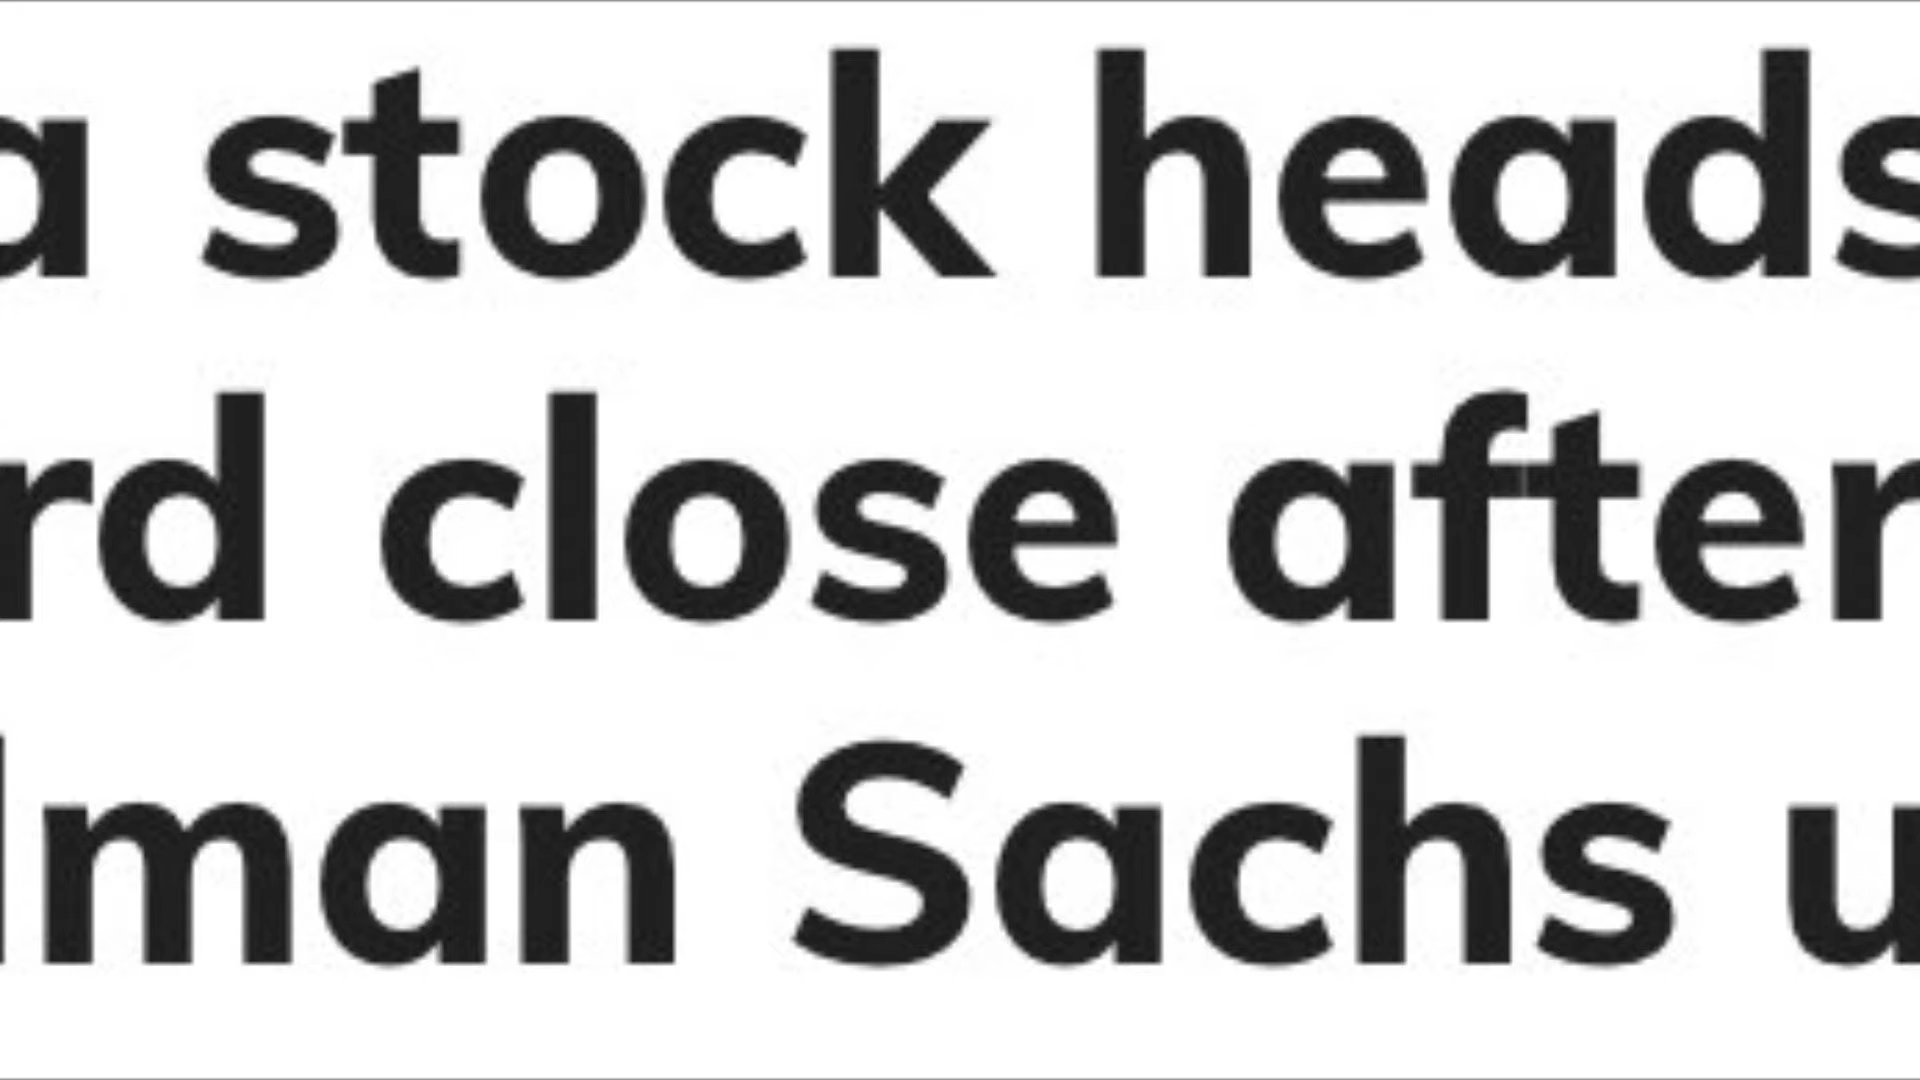 a stock heads
rd close after
lman Sachs u